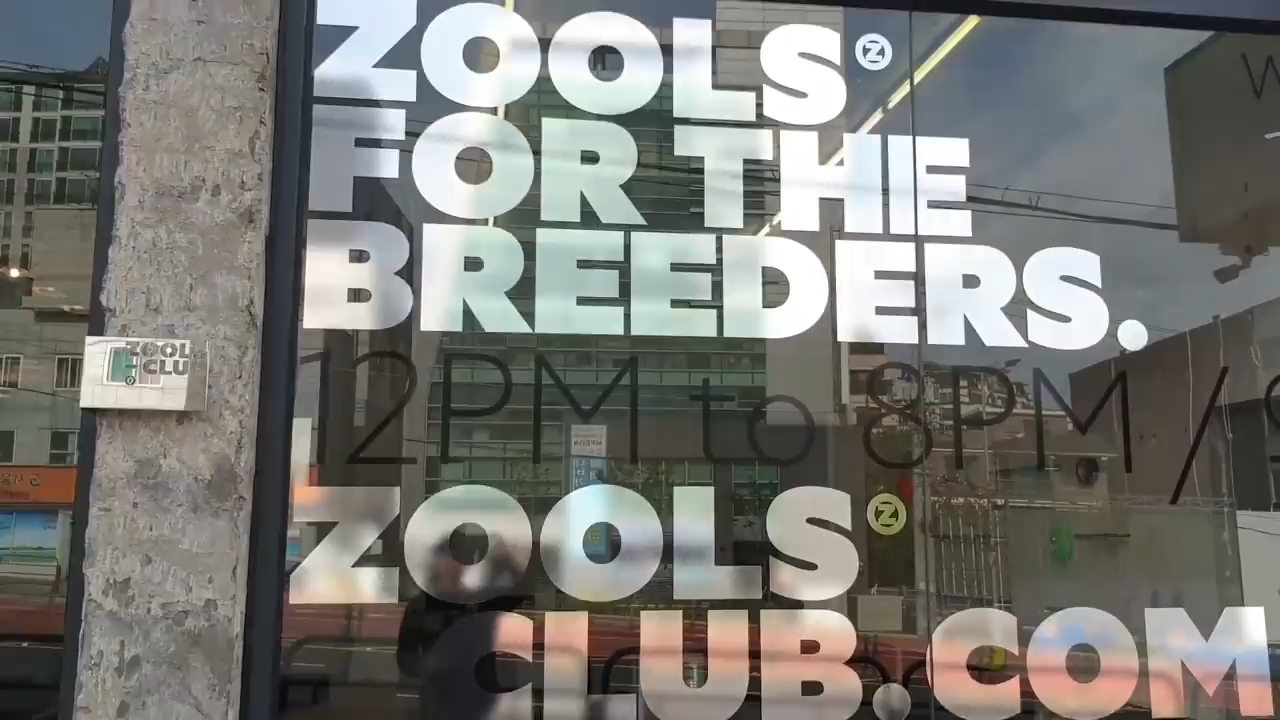 ZOOLS
FOR THE
BREEDERS.
12PM to 8PM /
ZOOLS
CLUB.COM
ZOOL
CLU
W